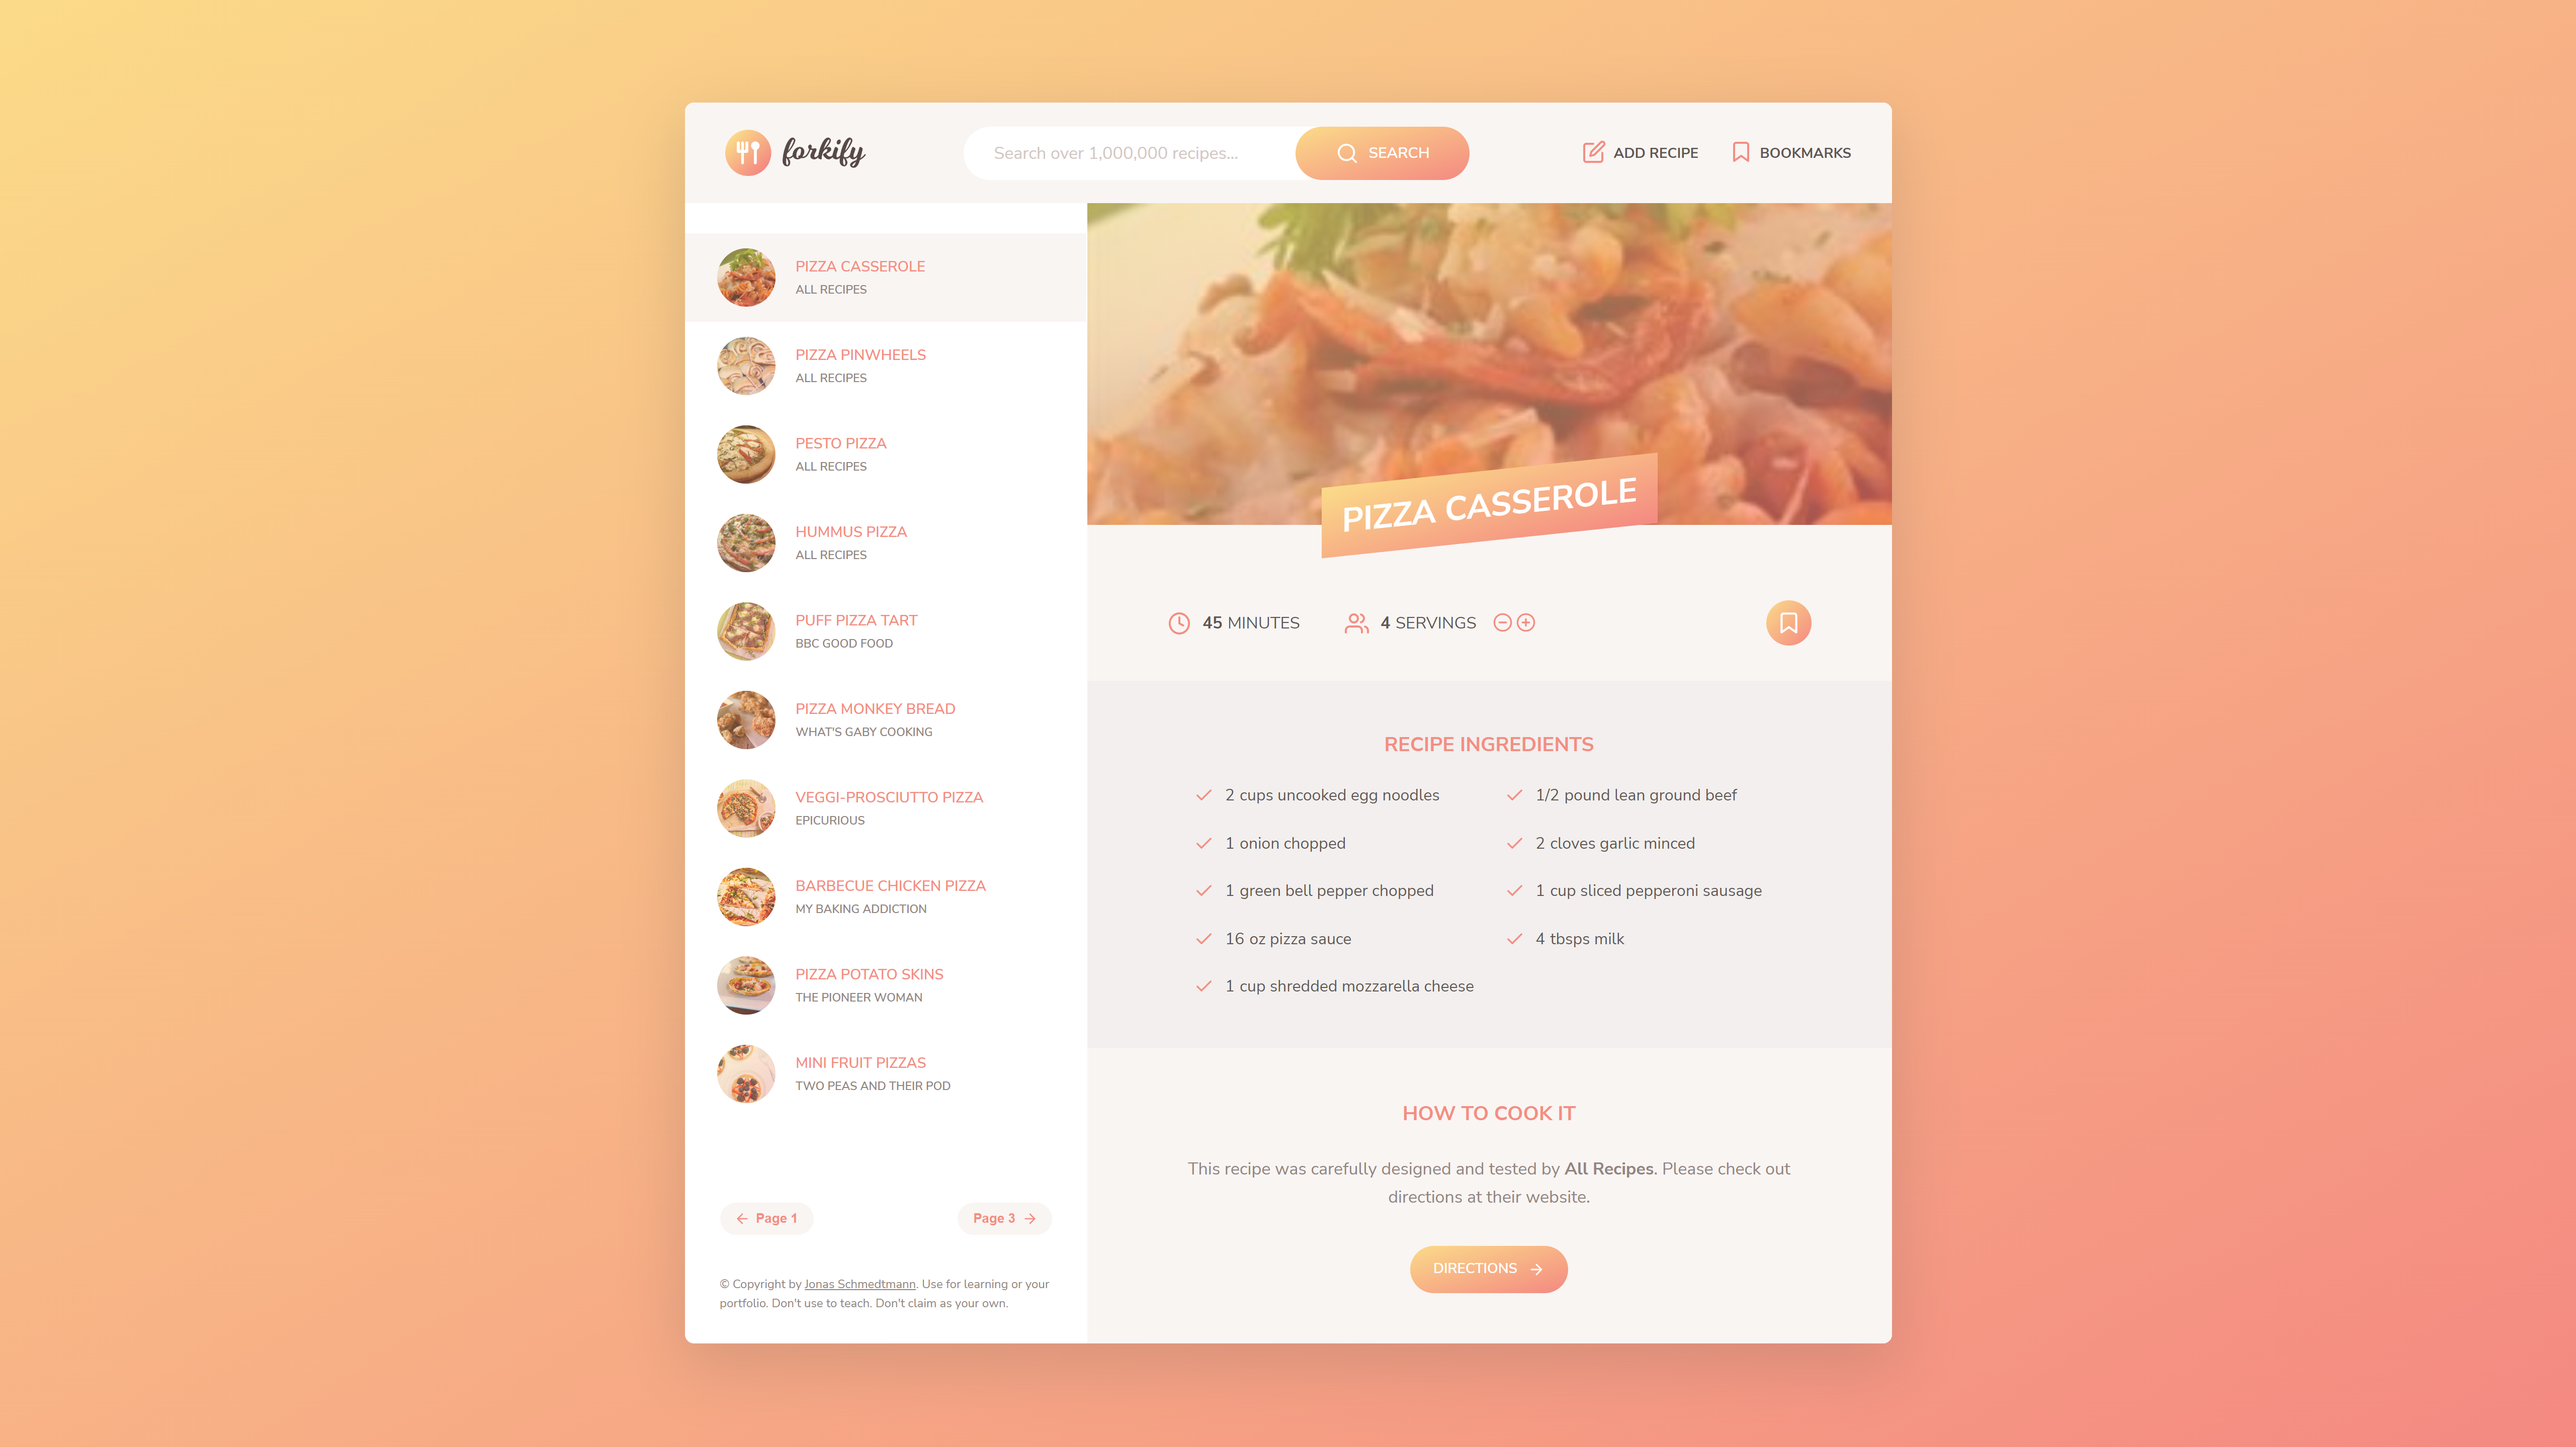 forkify
Search over 1,000,000 recipes...
SEARCH
ADD RECIPE
BOOKMARKS
PIZZA CASSEROLE
ALL RECIPES
PIZZA PINWHEELS
ALL RECIPES
PESTO PIZZA
ALL RECIPES
HUMMUS PIZZA
ALL RECIPES
PUFF PIZZA TART
BBC GOOD FOOD
PIZZA MONKEY BREAD
WHAT'S GABY COOKING
VEGGI-PROSCIUTTO PIZZA
EPICURIOUS
BARBECUE CHICKEN PIZZA
MY BAKING ADDICTION
PIZZA POTATO SKINS
THE PIONEER WOMAN
MINI FRUIT PIZZAS
TWO PEAS AND THEIR POD
Page 1
Page 3
© Copyright by Jonas Schmedtmann. Use for learning or your
portfolio. Don't use to teach. Don't claim as your own.
PIZZA CASSEROLE
45 MINUTES
4 SERVINGS
RECIPE INGREDIENTS
2 cups uncooked egg noodles
1/2 pound lean ground beef
1 onion chopped
2 cloves garlic minced
1 green bell pepper chopped
1 cup sliced pepperoni sausage
16 oz pizza sauce
4 tbsps milk
1 cup shredded mozzarella cheese
HOW TO COOK IT
This recipe was carefully designed and tested by All Recipes. Please check out
directions at their website.
DIRECTIONS